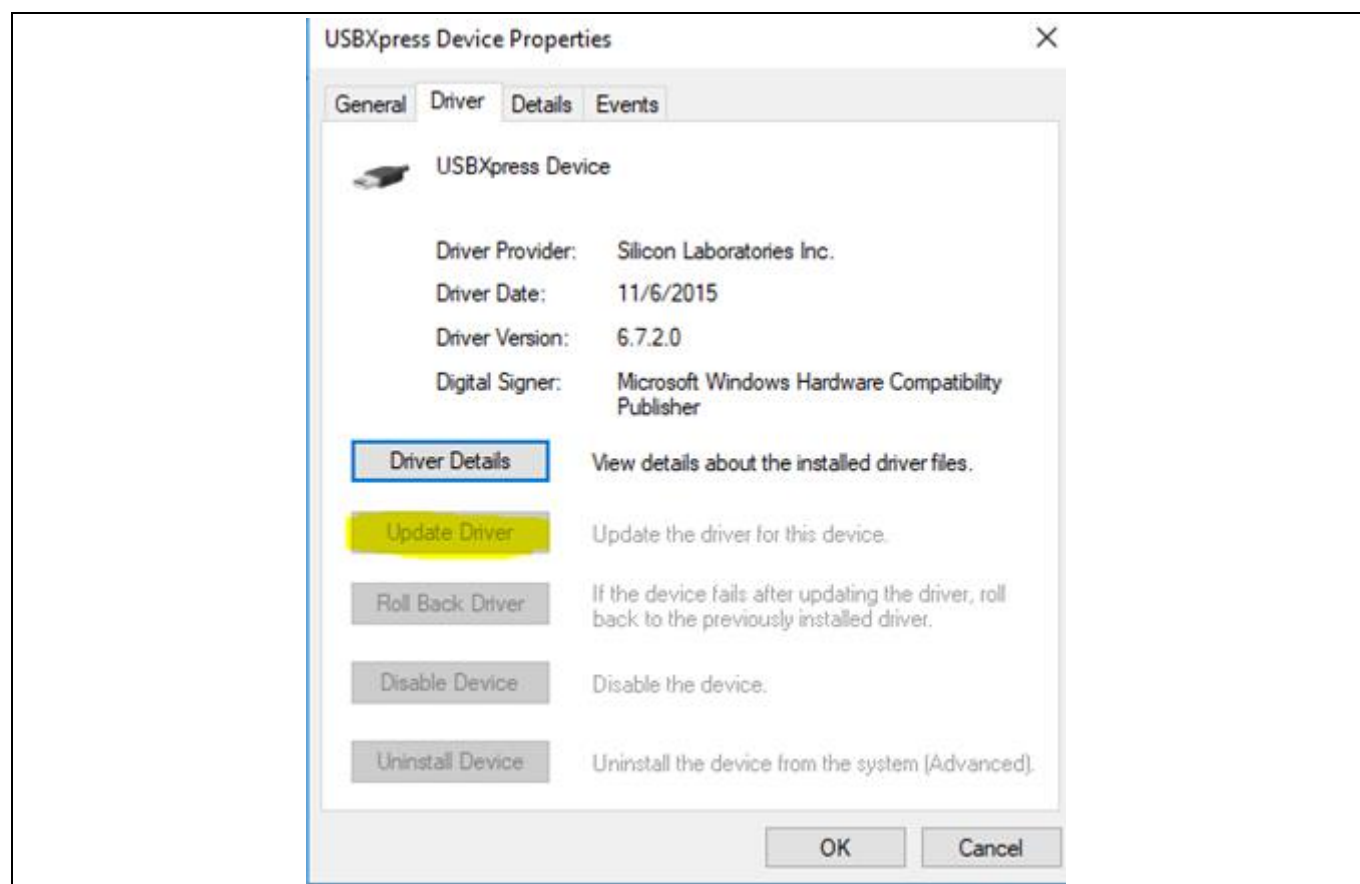 USBXpress Device Properties
General Driver Details Events
USBXpress Device
Driver Provider: Silicon Laboratories Inc.
Driver Date: 11/6/2015
Driver Version: 6.7.2.0
Digital Signer: Microsoft Windows Hardware Compatibility
Publisher
Driver Details View details about the installed driver files.
Update Driver Update the driver for this device.
Roll Back Driver If the device fails after updating the driver, roll
back to the previously installed driver.
Disable Device Disable the device.
Uninstall Device Uninstall the device from the system (Advanced).
OK Cancel